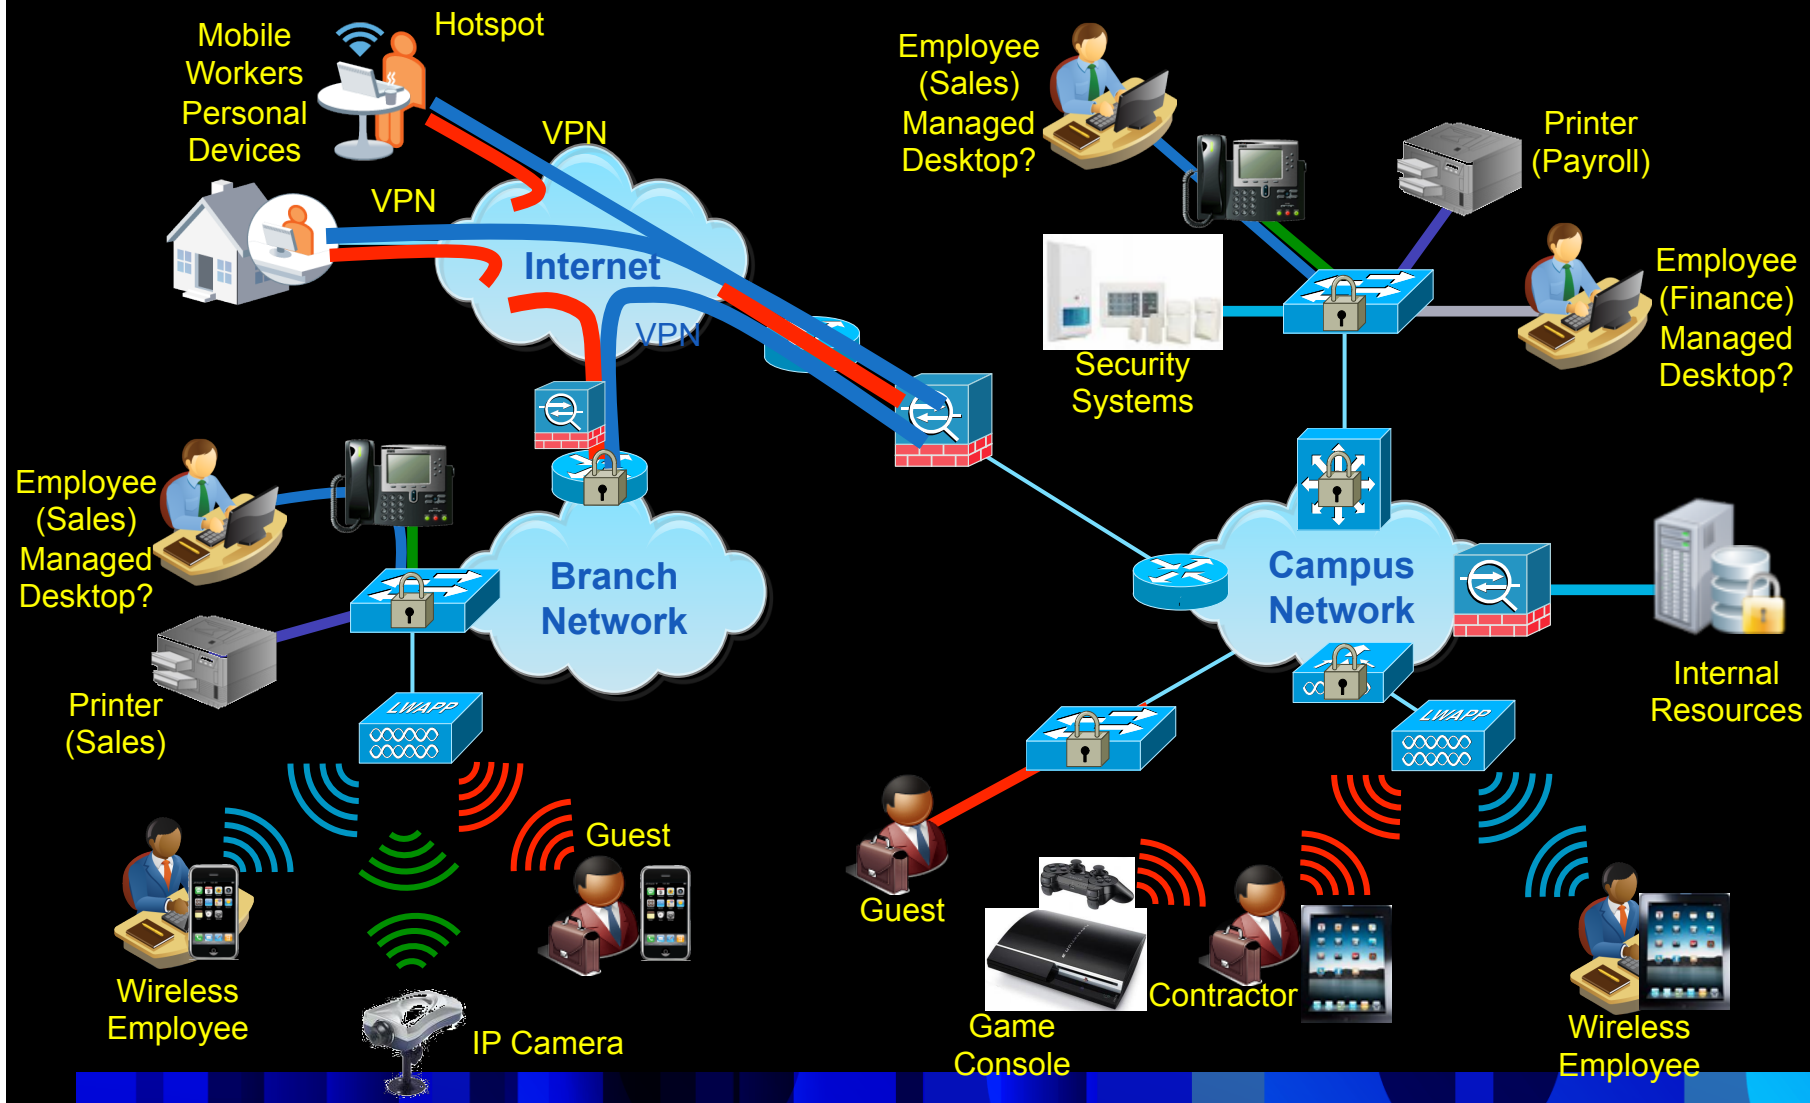 Hotspot
Mobile
Workers
Personal
Devices
VPN
VPN
Internet
VPN
Employee
(Sales)
Managed
Desktop?
Printer
(Payroll)
Employee
(Finance)
Managed
Desktop?
Security
Systems
Employee
(Sales)
Managed
Desktop?
Branch
Network
Campus
Network
Printer
(Sales)
LWAPP
Internal
Resources
LWAPP
Guest
Guest
Wireless
Employee
IP Camera
Game
Console
Contractor
Wireless
Employee